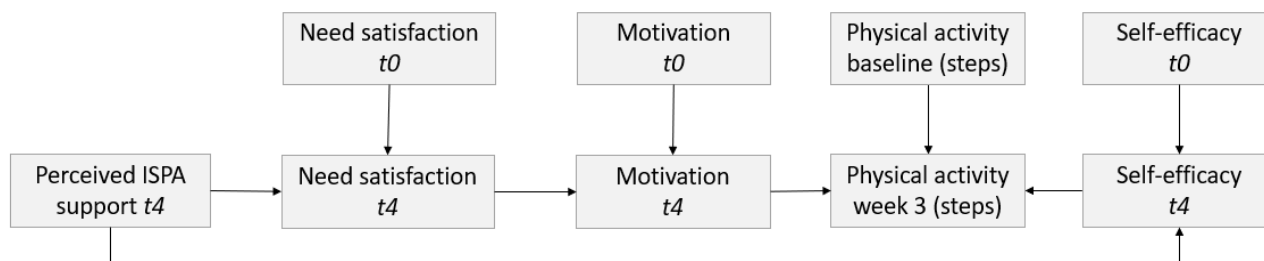 Need satisfaction
t0
Motivation
t0
Physical activity
baseline (steps)
Self-efficacy
t0
Perceived ISPA
support t4
Need satisfaction
t4
Motivation
t4
Physical activity
week 3 (steps)
Self-efficacy
t4